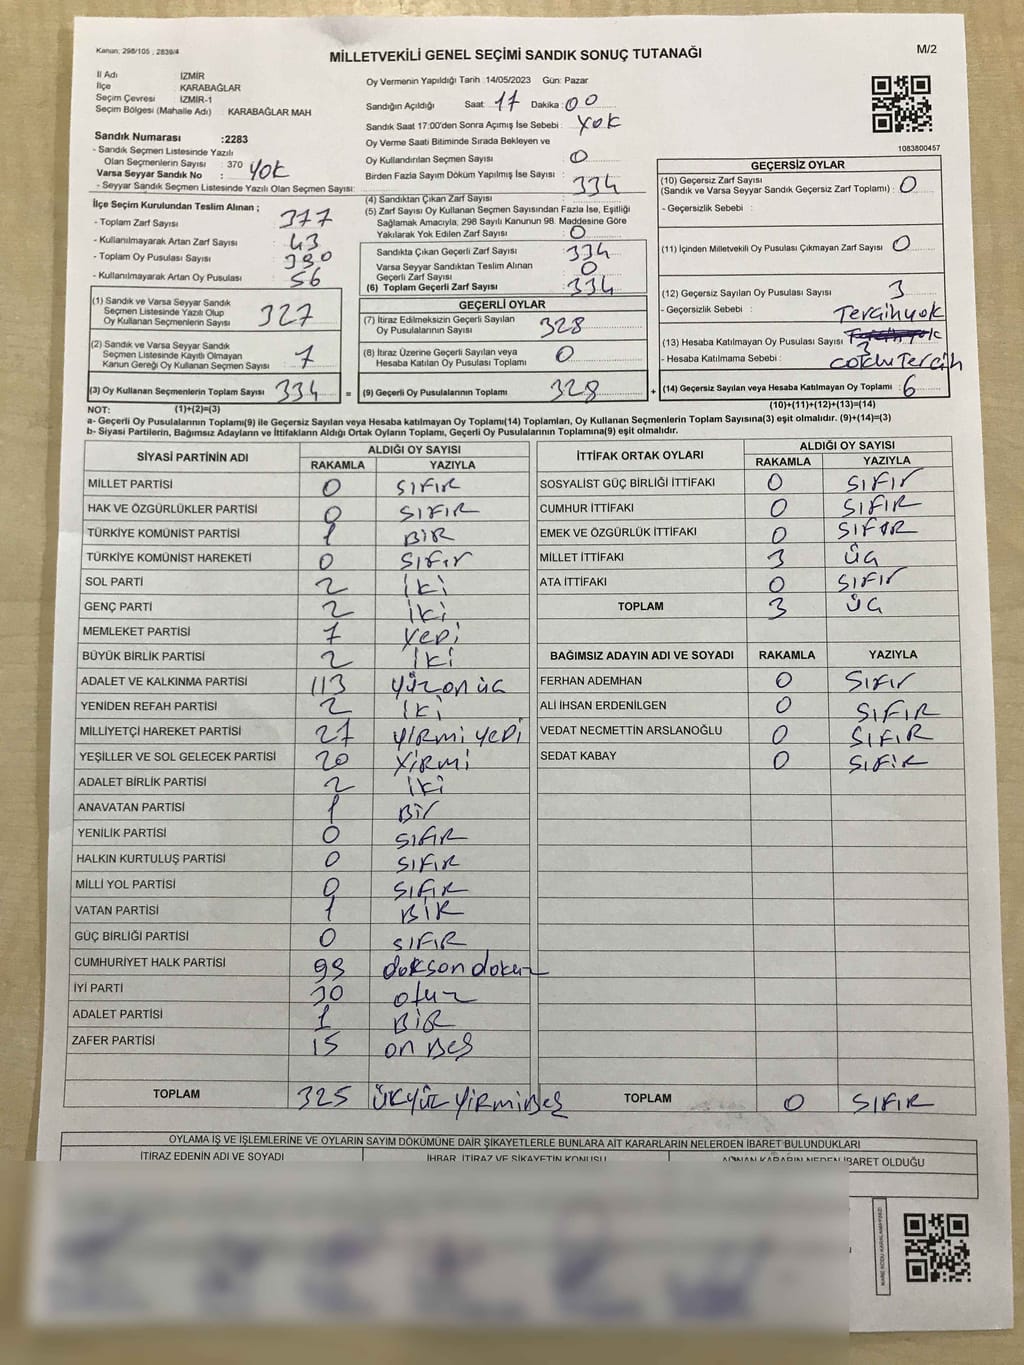 Kanun: 298/105 , 2839/4
MİLLETVEKİLİ GENEL SEÇİMİ SANDIK SONUÇ TUTANAĞI
M/2
İl Adı İZMİR
İlçe KARABAĞLAR
Seçim Çevresi İZMİR-1
Seçim Bölgesi (Mahalle Adı) KARABAĞLAR MAH
Sandık Numarası :2283
- Sandık Seçmen Listesinde Yazılı
Olan Seçmenlerin Sayısı : 370
Varsa Seyyar Sandık No : YOK
- Seyyar Sandık Seçmen Listesinde Yazılı Olan Seçmen Sayısı:
Oy Vermenin Yapıldığı Tarih :14/05/2023 Gün: Pazar
Sandığın Açıldığı Saat : 17 Dakika : 00
Sandık Saat 17:00'den Sonra Açımış İse Sebebi : YOK
Oy Verme Saati Bitiminde Sırada Bekleyen ve
Oy Kullandırılan Seçmen Sayısı : 0
Birden Fazla Sayım Döküm Yapılmış İse Sayısı :
1083800457
İlçe Seçim Kurulundan Teslim Alınan ;
- Toplam Zarf Sayısı : 377
- Kullanılmayarak Artan Zarf Sayısı : 43
- Toplam Oy Pusulası Sayısı : 390
- Kullanılmayarak Artan Oy Pusulası : 56
(1) Sandık ve Varsa Seyyar Sandık
Seçmen Listesinde Yazılı Olup
Oy Kullanan Seçmenlerin Sayısı : 327
(2) Sandık ve Varsa Seyyar Sandık
Seçmen Listesinde Kayıtlı Olmayan
Kanun Gereği Oy Kullanan Seçmen Sayısı : 7
(3) Oy Kullanan Seçmenlerin Toplam Sayısı : 334
(4) Sandıktan Çıkan Zarf Sayısı : 334
(5) Zarf Sayısı Oy Kullanan Seçmen Sayısından Fazla İse, Eşitliği
Sağlamak Amacıyla; 298 Sayılı Kanunun 98. Maddesine Göre
Yakılarak Yok Edilen Zarf Sayısı : 0
Sandıkta Çıkan Geçerli Zarf Sayısı : 334
Varsa Seyyar Sandıktan Teslim Alınan
Geçerli Zarf Sayısı : 0
(6) Toplam Geçerli Zarf Sayısı : 334
GEÇERLİ OYLAR
(7) İtiraz Edilmeksizin Geçerli Sayılan
Oy Pusulalarının Sayısı : 328
(8) İtiraz Üzerine Geçerli Sayılan veya
Hesaba Katılan Oy Pusulası Sayısı : 0
= (9) Geçerli Oy Pusulalarının Toplamı : 328 +
GEÇERSİZ OYLAR
(10) Geçersiz Zarf Sayısı
(Sandık ve Varsa Seyyar Sandık Geçersiz Zarf Toplamı) : 0
- Geçersizlik Sebebi :
(11) İçinden Milletvekili Oy Pusulası Çıkmayan Zarf Sayısı : 0
(12) Geçersiz Sayılan Oy Pusulası Sayısı : 3
- Geçersizlik Sebebi : Tercih yok
(13) Hesaba Katılmayan Oy Pusulası Sayısı : 3
- Hesaba Katılmama Sebebi : çoklu Tercih
(14) Geçersiz Sayılan veya Hesaba Katılmayan Oy Toplamı : 6
NOT: (1)+(2)=(3) (10)+(11)+(12)+(13)=(14)
a- Geçerli Oy Pusulalarının Toplamı(9) ile Geçersiz Sayılan veya Hesaba katılmayan Oy Toplamı(14) Toplamları, Oy Kullanan Seçmenlerin Toplam Sayısına(3) eşit olmalıdır. (9)+(14)=(3)
b- Siyasi Partilerin, Bağımsız Adayların ve İttifakların Aldığı Ortak Oyların Toplamı, Geçerli Oy Pusulalarının Toplamına(9) eşit olmalıdır.
SİYASİ PARTİNİN ADI ALDIĞI OY SAYISI
RAKAMLA YAZIYLA
MİLLET PARTİSİ 0 SIFIR
HAK VE ÖZGÜRLÜKLER PARTİSİ 0 SIFIR
TÜRKİYE KOMÜNİST PARTİSİ 1 BİR
TÜRKİYE KOMÜNİST HAREKETİ 0 SIFIr
SOL PARTİ 2 iki
GENÇ PARTİ 2 iki
MEMLEKET PARTİSİ 7 YEDİ
BÜYÜK BİRLİK PARTİSİ 2 iki
ADALET VE KALKINMA PARTİSİ 113 yüz on üç
YENİDEN REFAH PARTİSİ 2 iki
MİLLİYETÇİ HAREKET PARTİSİ 27 YİRMİ YEDİ
YEŞİLLER VE SOL GELECEK PARTİSİ 20 YİRMİ
ADALET BİRLİK PARTİSİ 2 iki
ANAVATAN PARTİSİ 1 Bir
YENİLİK PARTİSİ 0 SIFIR
HALKIN KURTULUŞ PARTİSİ 0 SIFIR
MİLLİ YOL PARTİSİ 0 SIFIR
VATAN PARTİSİ 1 BİR
GÜÇ BİRLİĞİ PARTİSİ 0 SIFIR
CUMHURİYET HALK PARTİSİ 99 doksan dokuz
İYİ PARTİ 30 otuz
ADALET PARTİSİ 1 BİR
ZAFER PARTİSİ 15 on BEŞ
TOPLAM 325 ÜÇYÜZ YİRMİBEŞ
İTTİFAK ORTAK OYLARI ALDIĞI OY SAYISI
RAKAMLA YAZIYLA
SOSYALİST GÜÇ BİRLİĞİ İTTİFAKI 0 SIFIr
CUMHUR İTTİFAKI 0 SIFIR
EMEK VE ÖZGÜRLÜK İTTİFAKI 0 SIFIR
MİLLET İTTİFAKI 3 üç
ATA İTTİFAKI 0 SIFIr
TOPLAM 3 üç
BAĞIMSIZ ADAYIN ADI VE SOYADI RAKAMLA YAZIYLA
FERHAN ADEMHAN 0 SIFIr
ALİ İHSAN ERDENİLGEN 0 SIFIR
VEDAT NECMETTİN ARSLANOĞLU 0 SIFIR
SEDAT KABAY 0 SIFIR
TOPLAM 0 SIFIR
OYLAMA İŞ VE İŞLEMLERİNE VE OYLARIN SAYIM DÖKÜMÜNE DAİR ŞİKAYETLERLE BUNLARA AİT KARARLARIN NELERDEN İBARET BULUNDUKLARI
İTİRAZ EDENİN ADI VE SOYADI İHBAR, İTİRAZ VE ŞİKAYETİN KONUSU ALINAN KARARIN NEDEN İBARET OLDUĞU